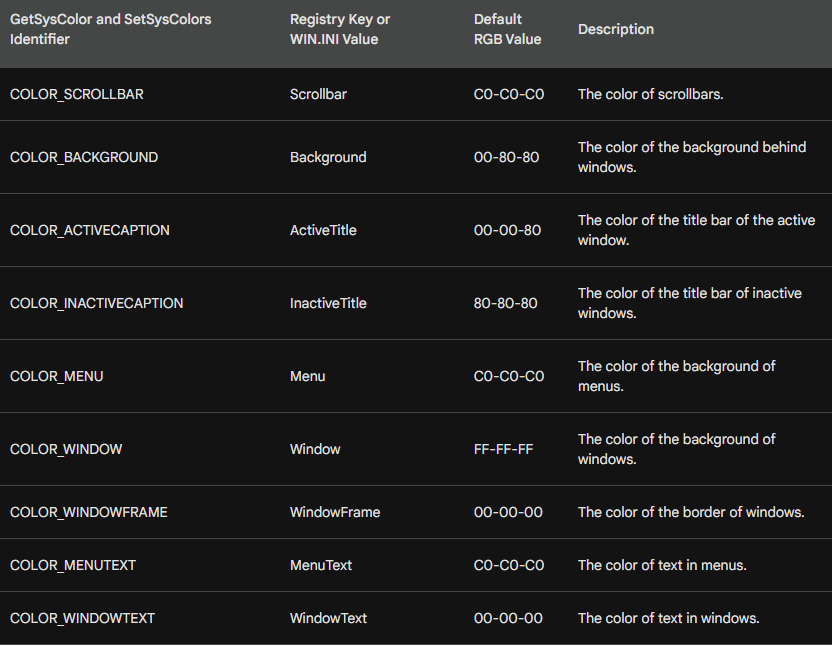 GetSysColor and SetSysColors Identifier | Registry Key or WIN.INI Value | Default RGB Value | Description
COLOR_SCROLLBAR | Scrollbar | C0-C0-C0 | The color of scrollbars.
COLOR_BACKGROUND | Background | 00-80-80 | The color of the background behind windows.
COLOR_ACTIVECAPTION | ActiveTitle | 00-00-80 | The color of the title bar of the active window.
COLOR_INACTIVECAPTION | InactiveTitle | 80-80-80 | The color of the title bar of inactive windows.
COLOR_MENU | Menu | C0-C0-C0 | The color of the background of menus.
COLOR_WINDOW | Window | FF-FF-FF | The color of the background of windows.
COLOR_WINDOWFRAME | WindowFrame | 00-00-00 | The color of the border of windows.
COLOR_MENUTEXT | MenuText | C0-C0-C0 | The color of text in menus.
COLOR_WINDOWTEXT | WindowText | 00-00-00 | The color of text in windows.